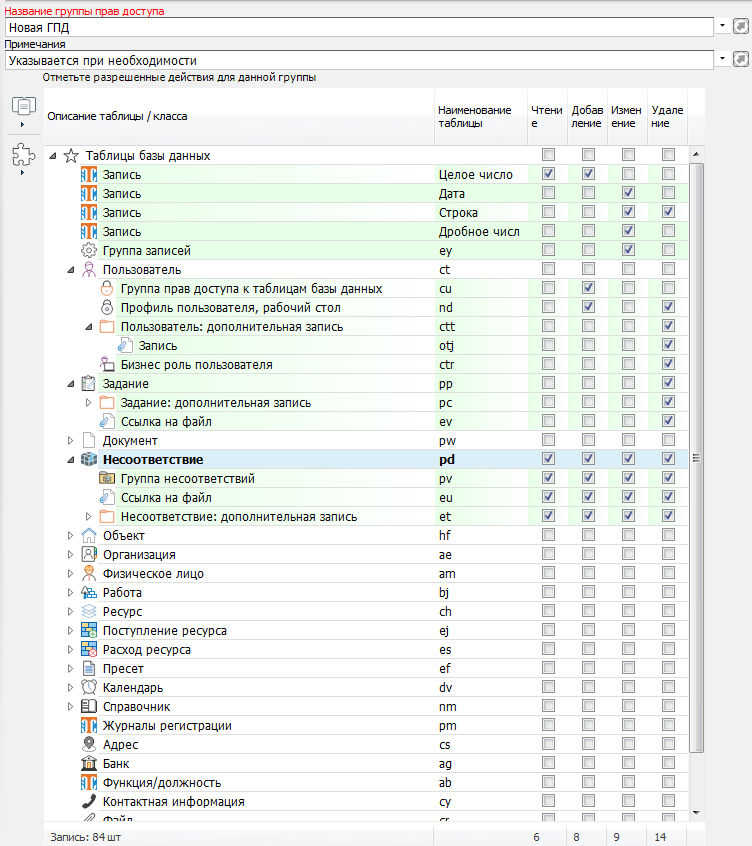 Название группы прав доступа
Новая ГПД
Примечания
Указывается при необходимости
Отметьте разрешенные действия для данной группы
Описание таблицы / класса Наименование таблицы Чтение Добавление Изменение Удаление
Таблицы базы данных
Запись Целое число
Запись Дата
Запись Строка
Запись Дробное числ
Группа записей ey
Пользователь ct
Группа прав доступа к таблицам базы данных cu
Профиль пользователя, рабочий стол nd
Пользователь: дополнительная запись ctt
Запись otj
Бизнес роль пользователя ctr
Задание pp
Задание: дополнительная запись pc
Ссылка на файл ev
Документ pw
Несоответствие pd
Группа несоответствий pv
Ссылка на файл eu
Несоответствие: дополнительная запись et
Объект hf
Организация ae
Физическое лицо am
Работа bj
Ресурс ch
Поступление ресурса ej
Расход ресурса es
Пресет ef
Календарь dv
Справочник nm
Журналы регистрации pm
Адрес cs
Банк ag
Функция/должность ab
Контактная информация cy
Файл
Запись: 84 шт 6 8 9 14